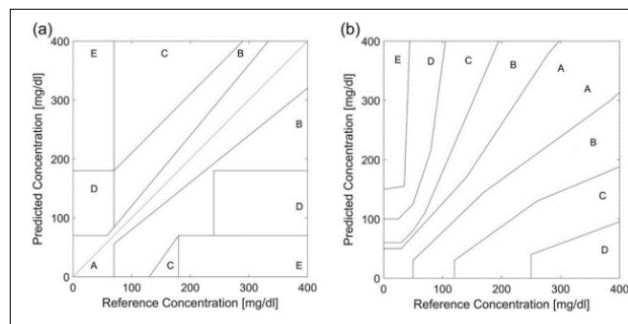 (a)
400
300
200
100
0
E
C
B
B
D
D
A
C
E
0
100
200
300
400
Predicted Concentration [mg/dl]
Reference Concentration [mg/dl]
(b)
400
300
200
100
0
E
D
C
B
A
A
B
C
D
0
100
200
300
400
Predicted Concentration [mg/dl]
Reference Concentration [mg/dl]